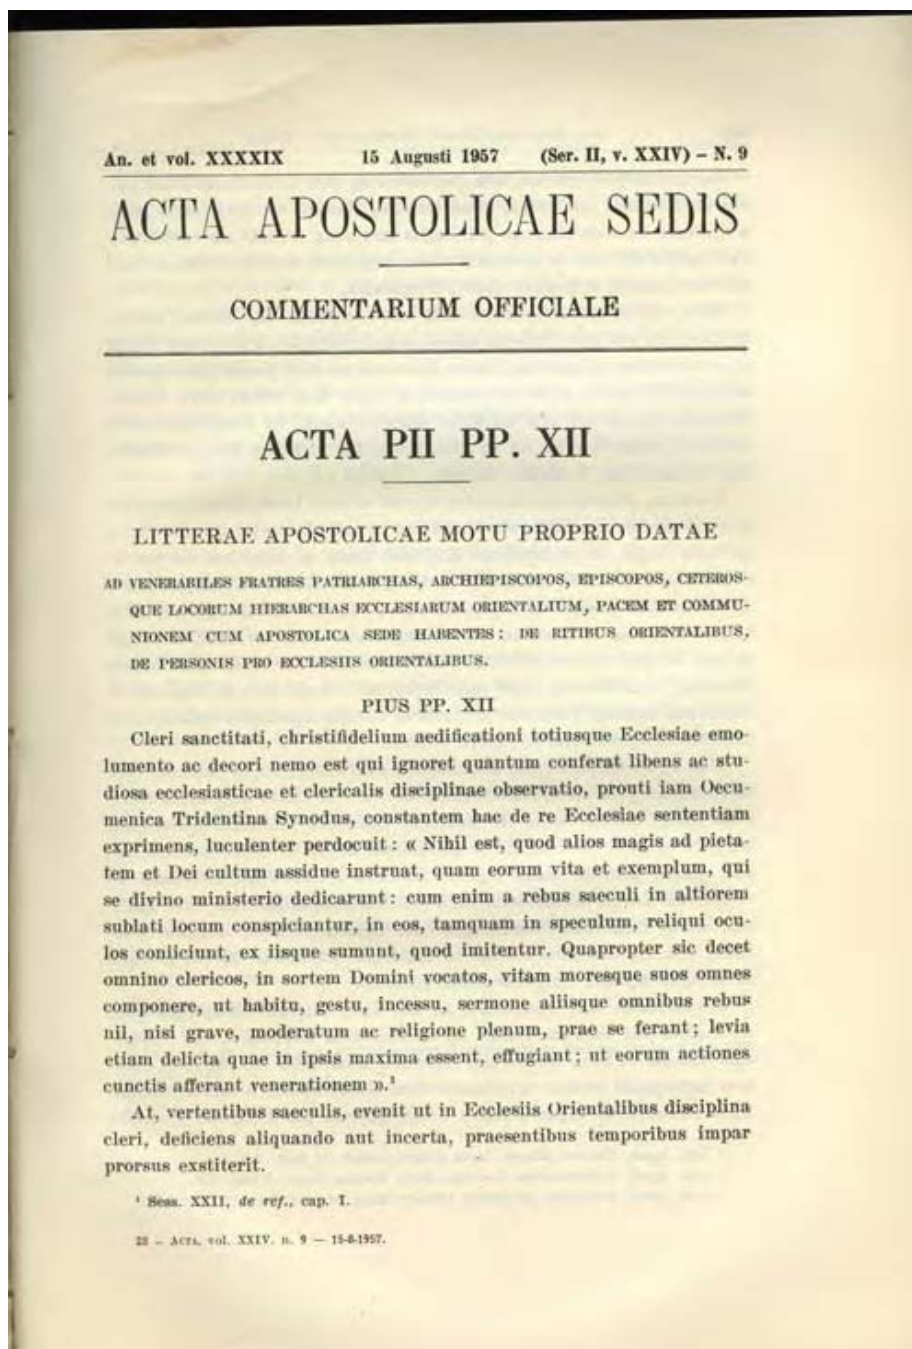 An. et vol. XXXXIX 15 Augusti 1957 (Ser. II, v. XXIV) – N. 9
ACTA APOSTOLICAE SEDIS
COMMENTARIUM OFFICIALE
ACTA PII PP. XII
LITTERAE APOSTOLICAE MOTU PROPRIO DATAE
AD VENERABILES FRATRES PATRIARCHAS, ARCHIEPISCOPOS, EPISCOPOS, CETEROS-
QUE LOCORUM HIERARCHAS ECCLESIARUM ORIENTALIUM, PACEM ET COMMU-
NIONEM CUM APOSTOLICA SEDE HABENTES: DE RITIBUS ORIENTALIBUS,
DE PERSONIS PRO ECCLESIIS ORIENTALIBUS.
PIUS PP. XII
Cleri sanctitati, christifidelium aedificationi totiusque Ecclesiae emo-
lumento ac decori nemo est qui ignoret quantum conferat libens ac stu-
diosa ecclesiasticae et clericalis disciplinae observatio, prouti iam Oecu-
menica Tridentina Synodus, constantem hac de re Ecclesiae sententiam
exprimens, luculenter perdocuit: « Nihil est, quod alios magis ad pieta-
tem et Dei cultum assidue instruat, quam eorum vita et exemplum, qui
se divino ministerio dedicarunt: cum enim a rebus saeculi in altiorem
sublati locum conspiciantur, in eos, tamquam in speculum, reliqui ocu-
los coniiciunt, ex iisque sumunt, quod imitentur. Quapropter sic decet
omnino clericos, in sortem Domini vocatos, vitam moresque suos omnes
componere, ut habitu, gestu, incessu, sermone aliisque omnibus rebus
nil, nisi grave, moderatum ac religione plenum, prae se ferant; levia
etiam delicta quae in ipsis maxima essent, effugiant; ut eorum actiones
cunctis afferant venerationem ».¹
At, vertentibus saeculis, evenit ut in Ecclesiis Orientalibus disciplina
cleri, deficiens aliquando aut incerta, praesentibus temporibus impar
prorsus exstiterit.
¹ Sess. XXII, de ref., cap. I.
28 – ACTA, vol. XXIV, n. 9 — 15-8-1957.